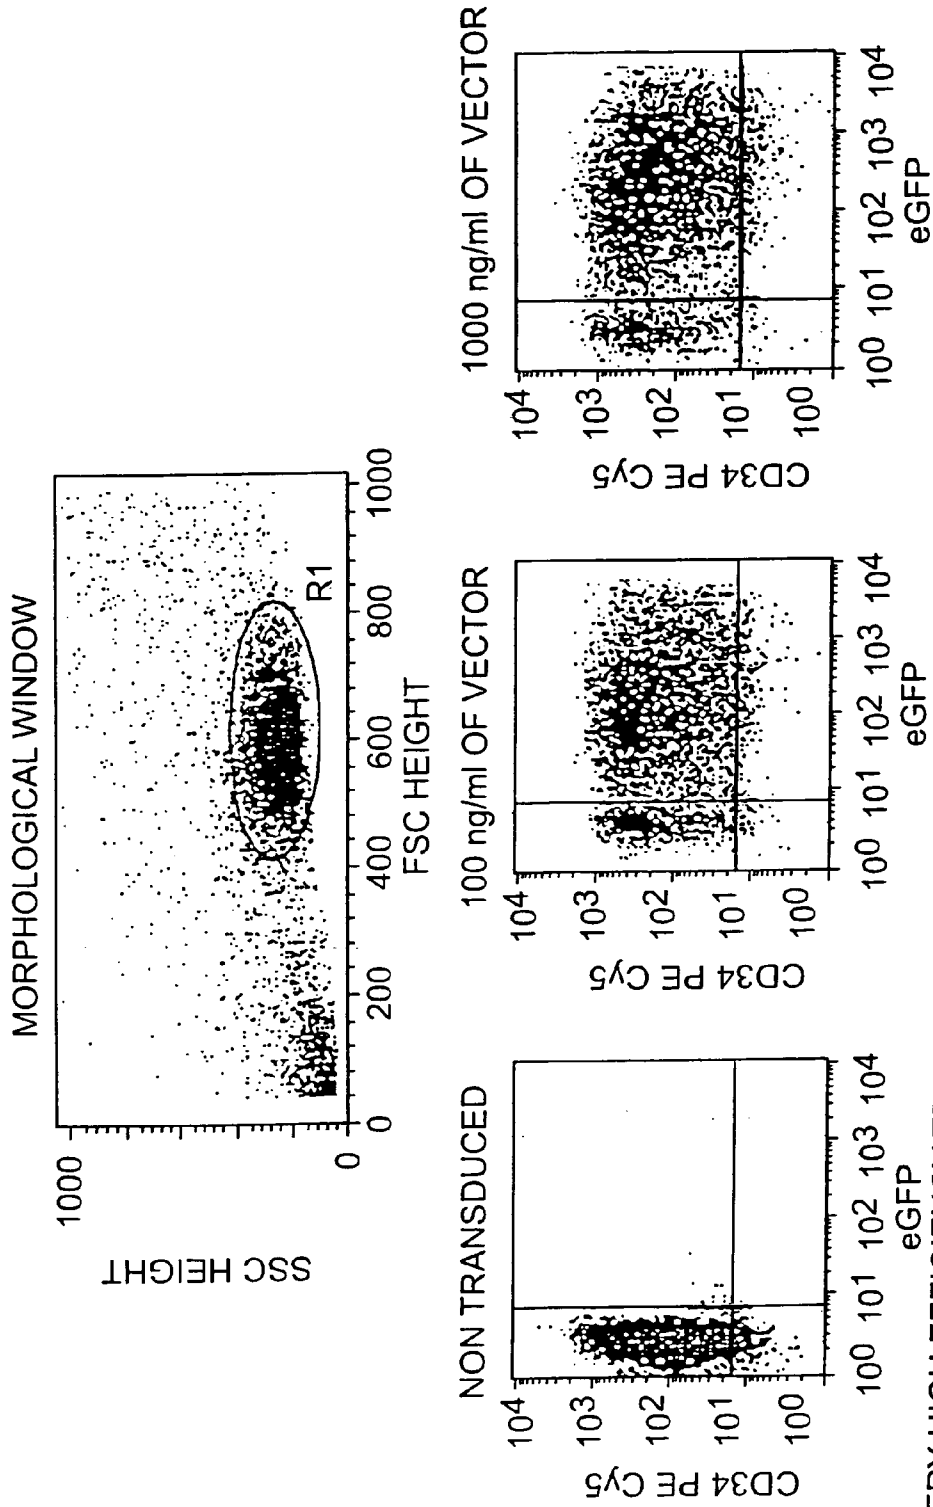 MORPHOLOGICAL WINDOW
1000
0
SSC HEIGHT
0 200 400 600 800 1000
R1
FSC HEIGHT
NON TRANSDUCED
10⁴
10³
10²
10¹
10⁰
CD34 PE Cy5
10⁰ 10¹ 10² 10³ 10⁴
eGFP
100 ng/ml OF VECTOR
10⁴
10³
10²
10¹
10⁰
CD34 PE Cy5
10⁰ 10¹ 10² 10³ 10⁴
eGFP
1000 ng/ml OF VECTOR
10⁴
10³
10²
10¹
10⁰
CD34 PE Cy5
10⁰ 10¹ 10² 10³ 10⁴
eGFP
HIGH